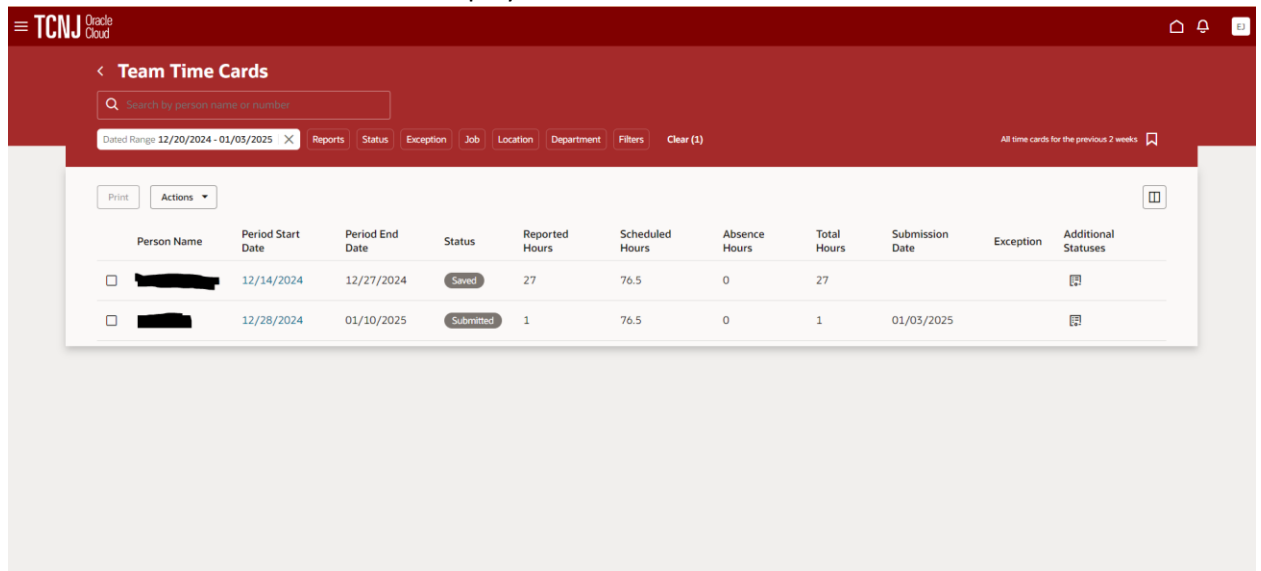 TCNJ Oracle Cloud
EJ
Team Time Cards
Search by person name or number
Dated Range 12/20/2024 - 01/03/2025 Reports Status Exception Job Location Department Filters Clear (1) All time cards for the previous 2 weeks
Print Actions
Person Name Period Start Date Period End Date Status Reported Hours Scheduled Hours Absence Hours Total Hours Submission Date Exception Additional Statuses
12/14/2024 12/27/2024 Saved 27 76.5 0 27
12/28/2024 01/10/2025 Submitted 1 76.5 0 1 01/03/2025